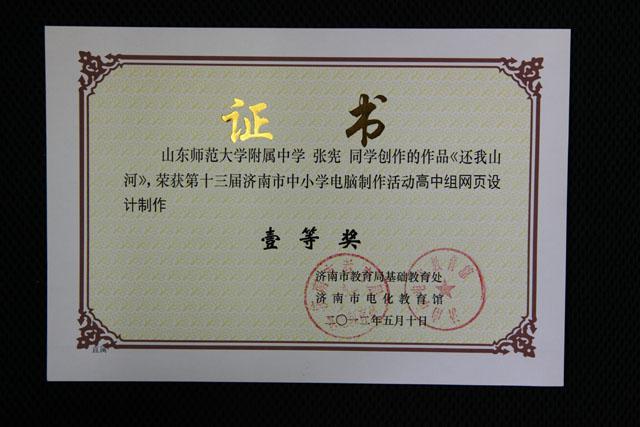 证 书
山东师范大学附属中学 张宪 同学创作的作品《还我山
河》，荣获第十三届济南市中小学电脑制作活动高中组网页设
计制作
壹 等 奖
济南市教育局基础教育处
济南市电化教育馆
二〇一二年五月十日